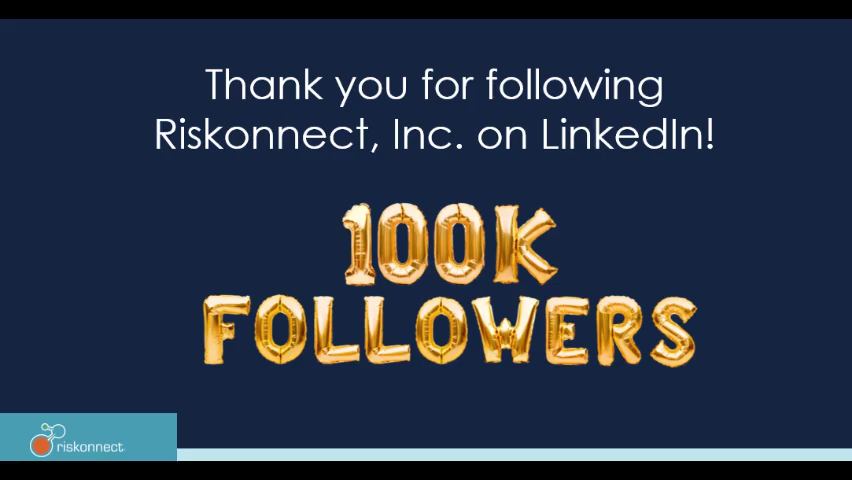 Thank you for following
Riskonnect, Inc. on LinkedIn!
100K
FOLLOWERS
riskonnect